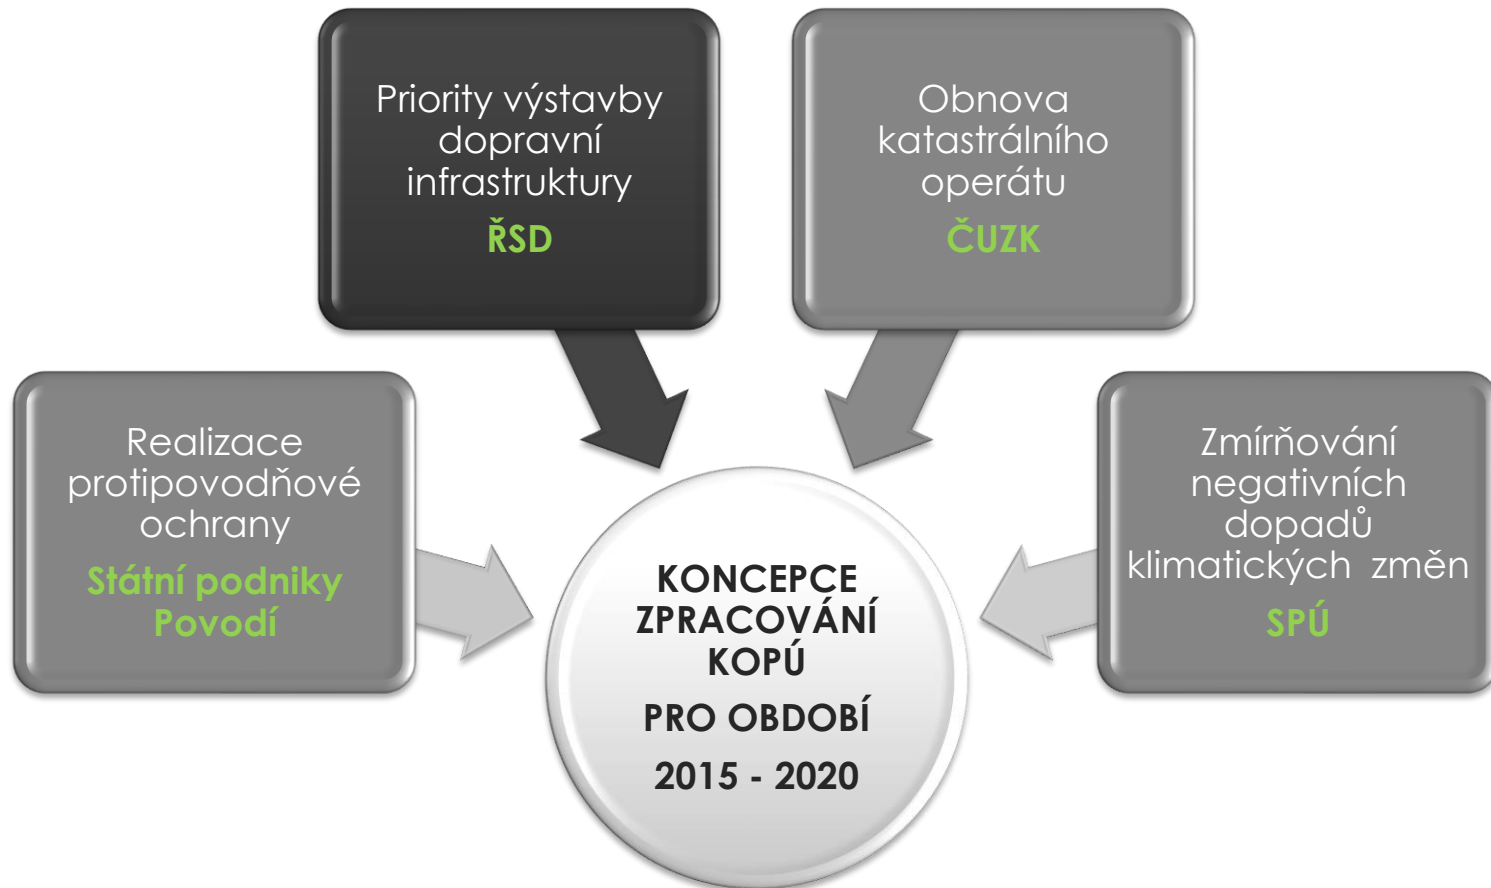 Priority výstavby
dopravní
infrastruktury
ŘSD
Obnova
katastrálního
operátu
ČUZK
Realizace
protipovodňové
ochrany
Státní podniky
Povodí
Zmírňování
negativních
dopadů
klimatických změn
SPÚ
KONCEPCE
ZPRACOVÁNÍ
KOPÚ
PRO OBDOBÍ
2015 - 2020